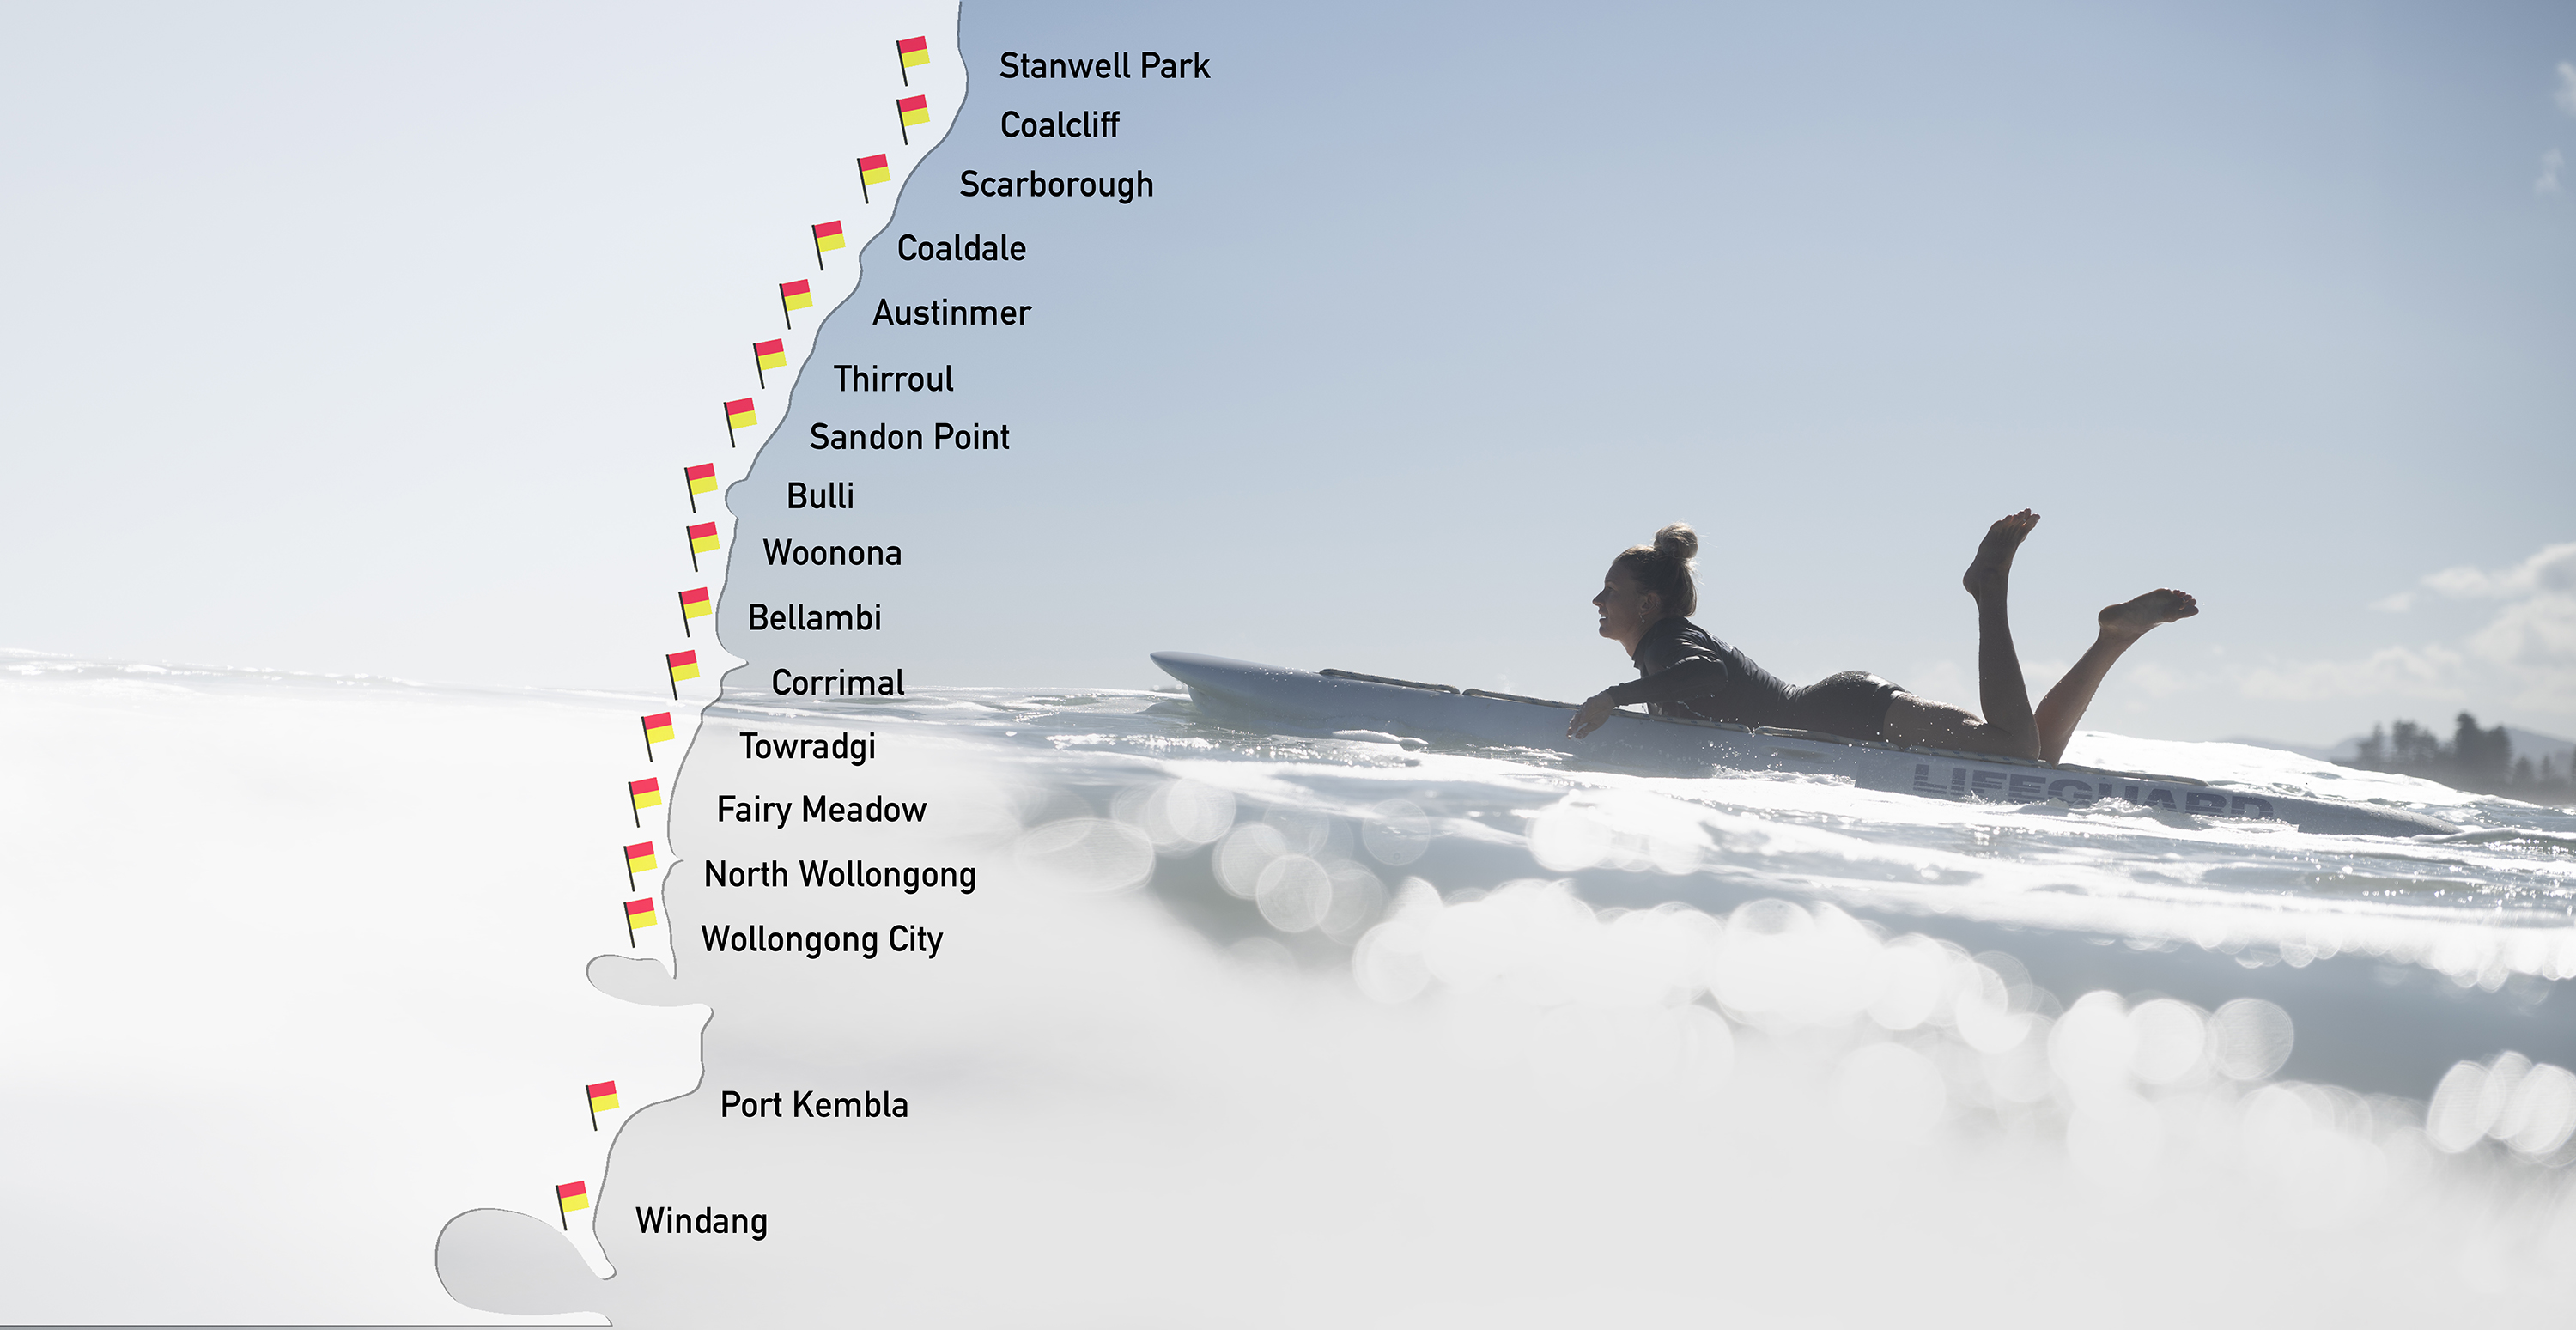 Stanwell Park
Coalcliff
Scarborough
Coaldale
Austinmer
Thirroul
Sandon Point
Bulli
Woonona
Bellambi
Corrimal
Towradgi
Fairy Meadow
North Wollongong
Wollongong City
Port Kembla
Windang
LIFEGUARD